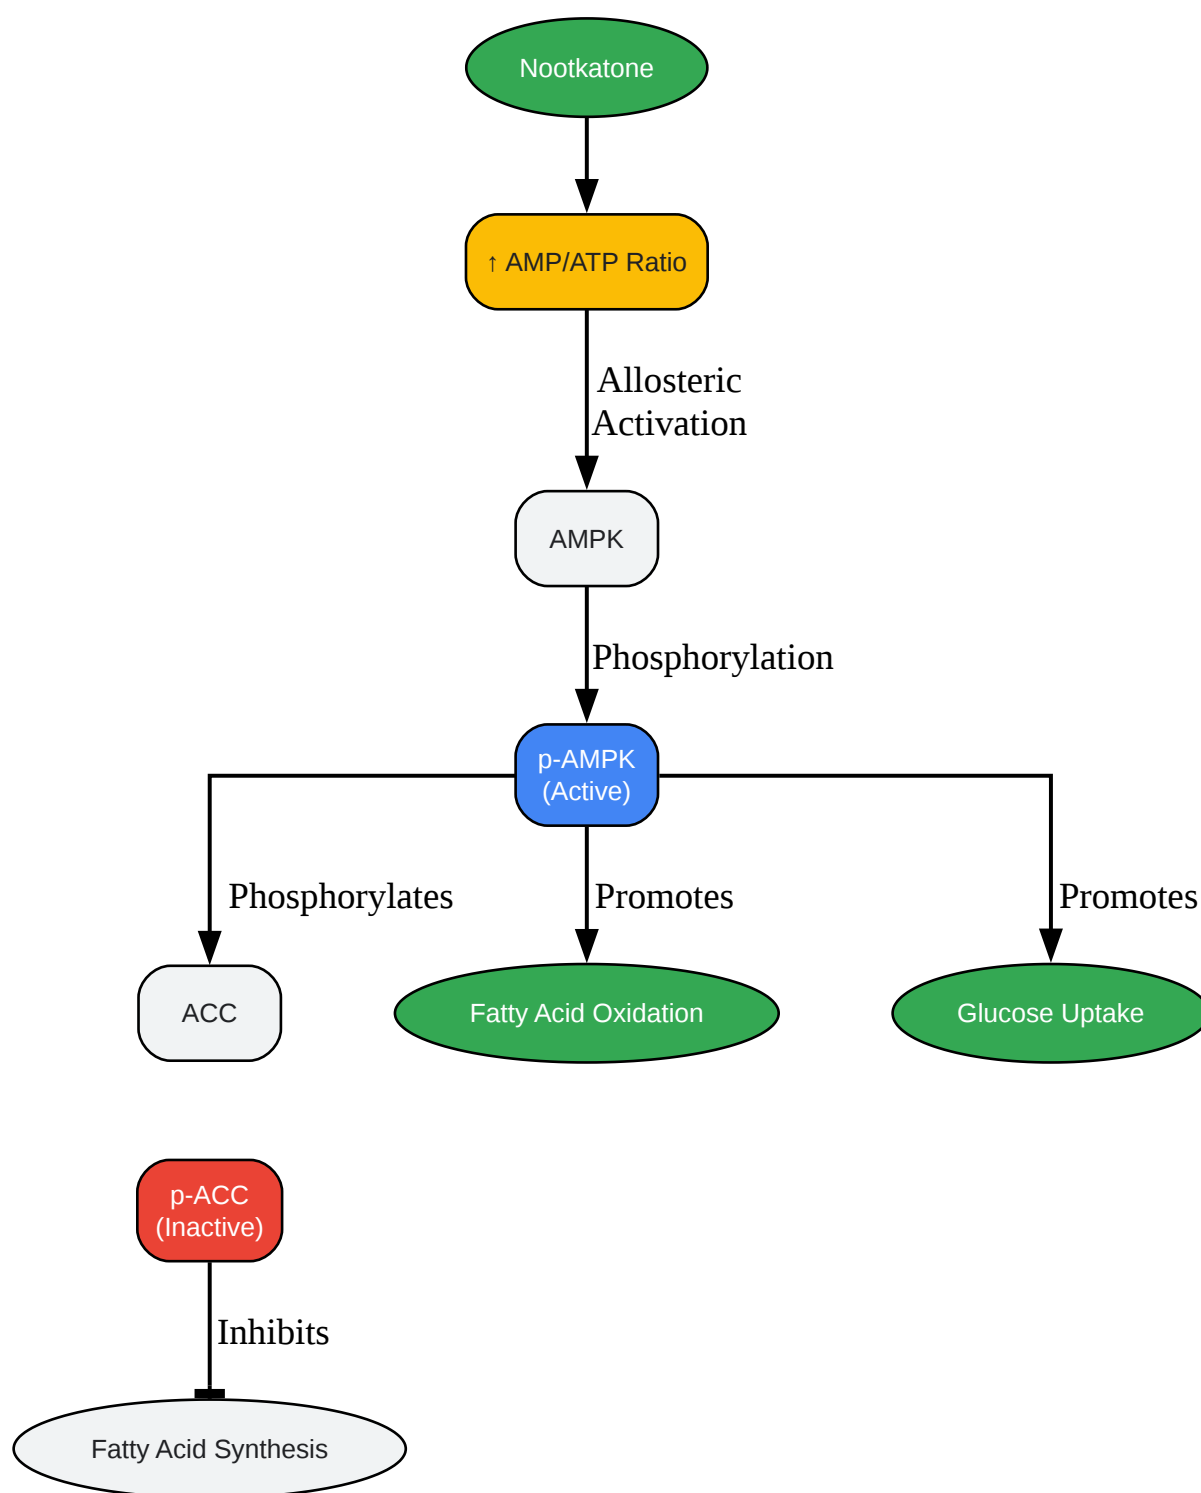 Nootkatone
↑ AMP/ATP Ratio
Allosteric
Activation
AMPK
Phosphorylation
p-AMPK
(Active)
Phosphorylates
Promotes
Promotes
ACC
Fatty Acid Oxidation
Glucose Uptake
p-ACC
(Inactive)
Inhibits
Fatty Acid Synthesis